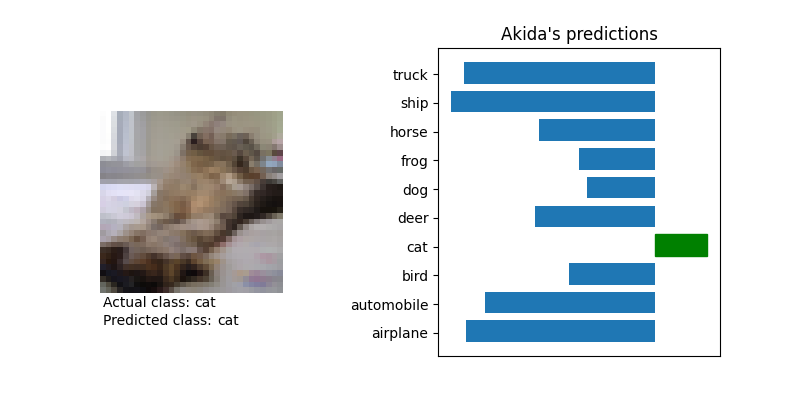 Akida's predictions
truck
ship
horse
frog
dog
deer
cat
bird
automobile
airplane
Actual class: cat
Predicted class: cat